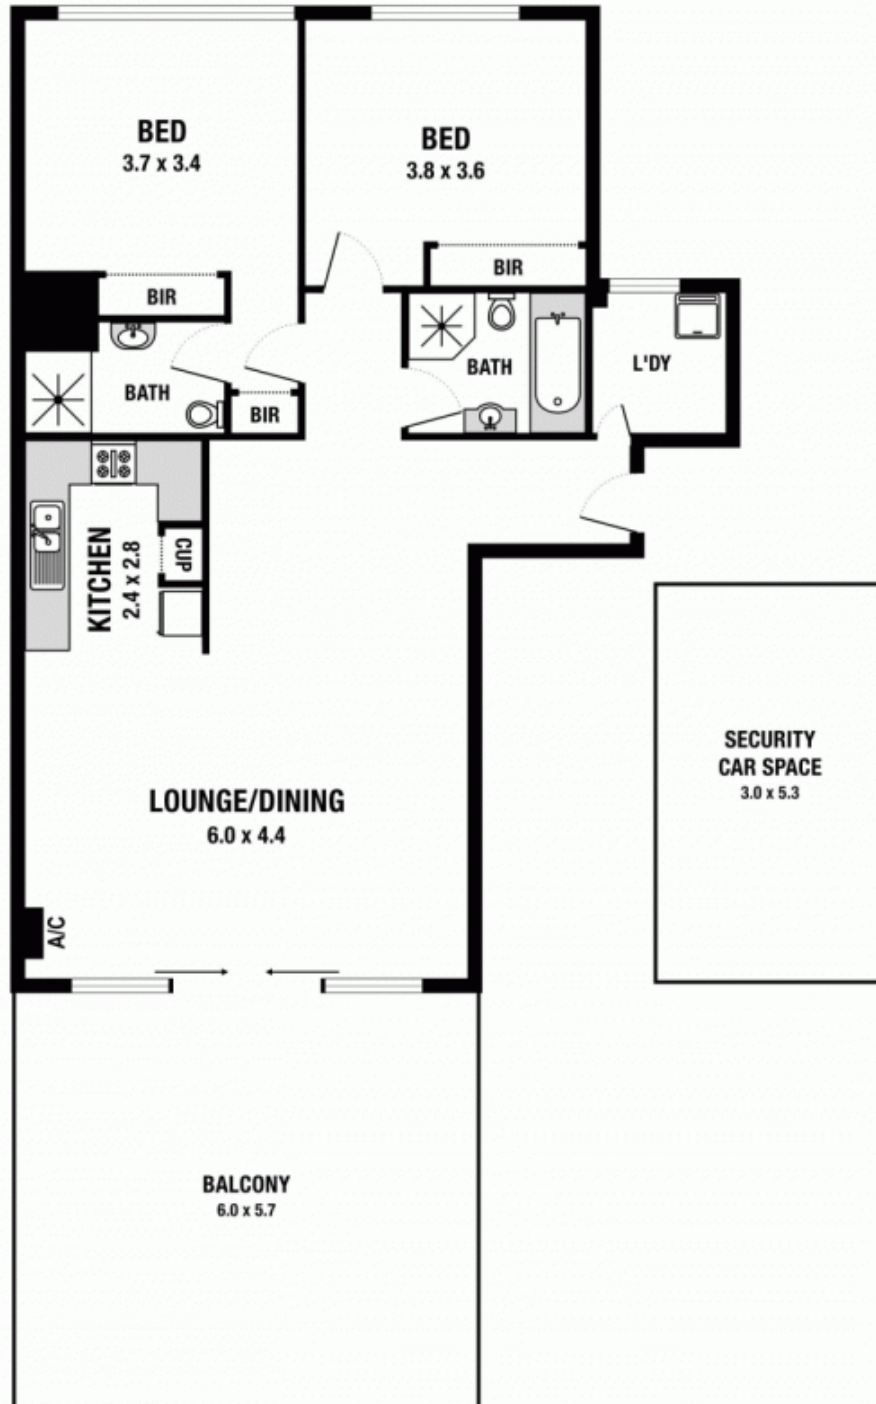 BED
3.7 x 3.4
BED
3.8 x 3.6
BIR
BIR
BATH
BATH
L'DY
BIR
KITCHEN
2.4 x 2.8
CUP
SECURITY
CAR SPACE
3.0 x 5.3
LOUNGE/DINING
6.0 x 4.4
A/C
BALCONY
6.0 x 5.7